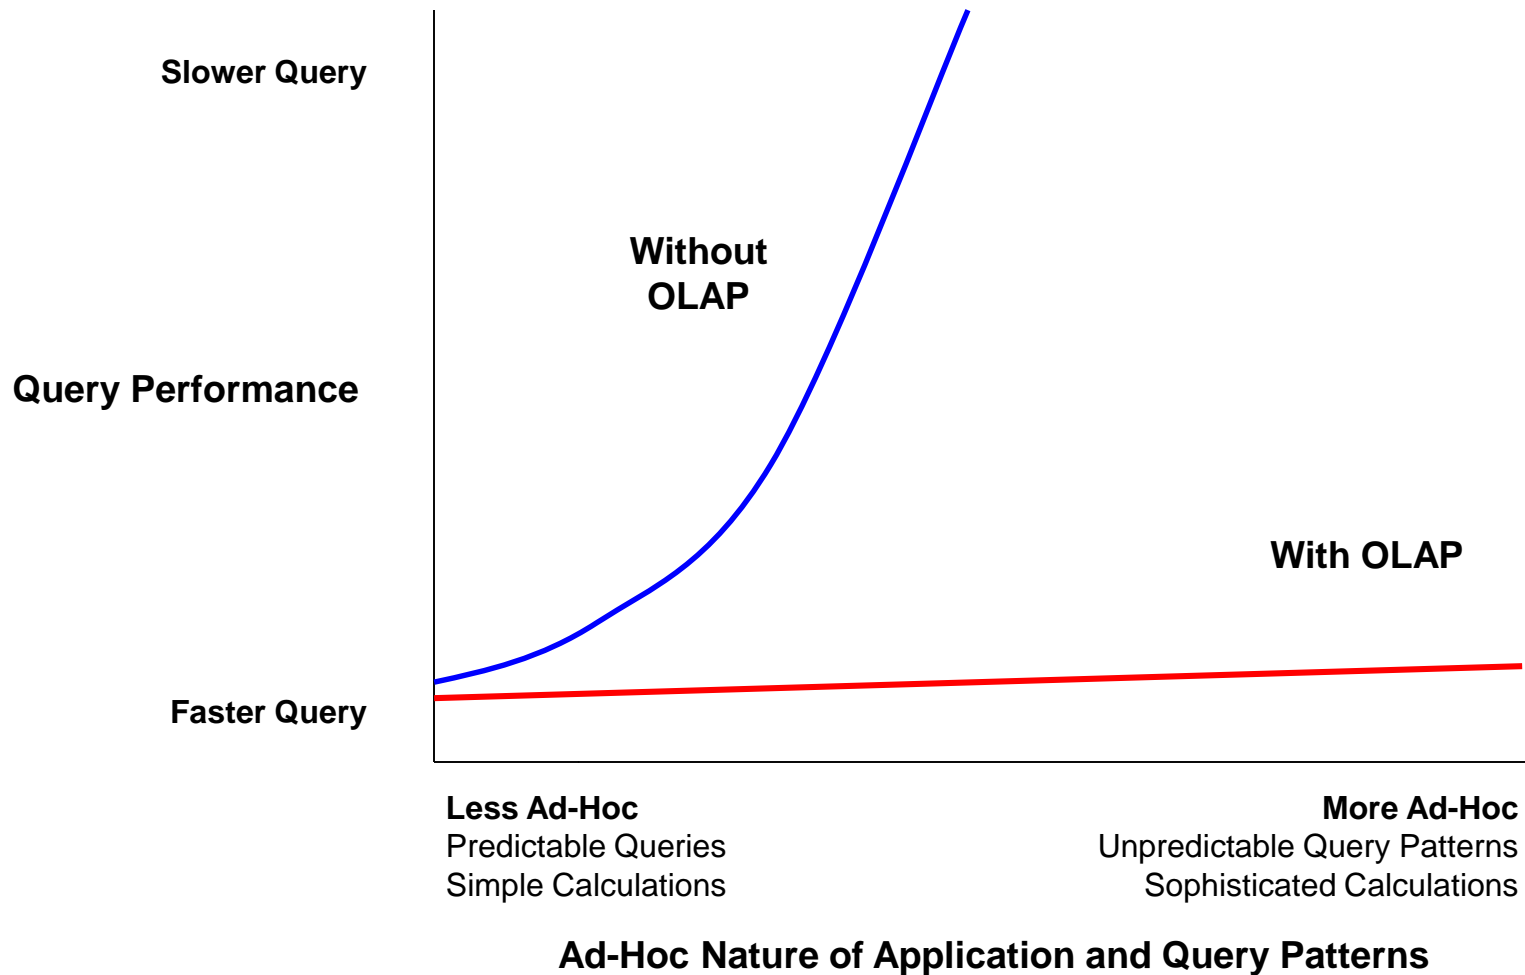 Slower Query
Without
OLAP
Query Performance
With OLAP
Faster Query
Less Ad-Hoc
Predictable Queries
Simple Calculations
More Ad-Hoc
Unpredictable Query Patterns
Sophisticated Calculations
Ad-Hoc Nature of Application and Query Patterns